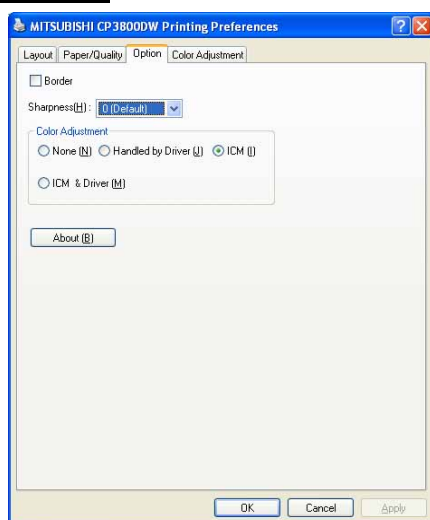 MITSUBISHI CP3800DW Printing Preferences
Layout Paper/Quality Option Color Adjustment
Border
Sharpness(H) : 0 (Default)
Color Adjustment
None (N) Handled by Driver (J) ICM (I)
ICM & Driver (M)
About (B)
OK Cancel Apply